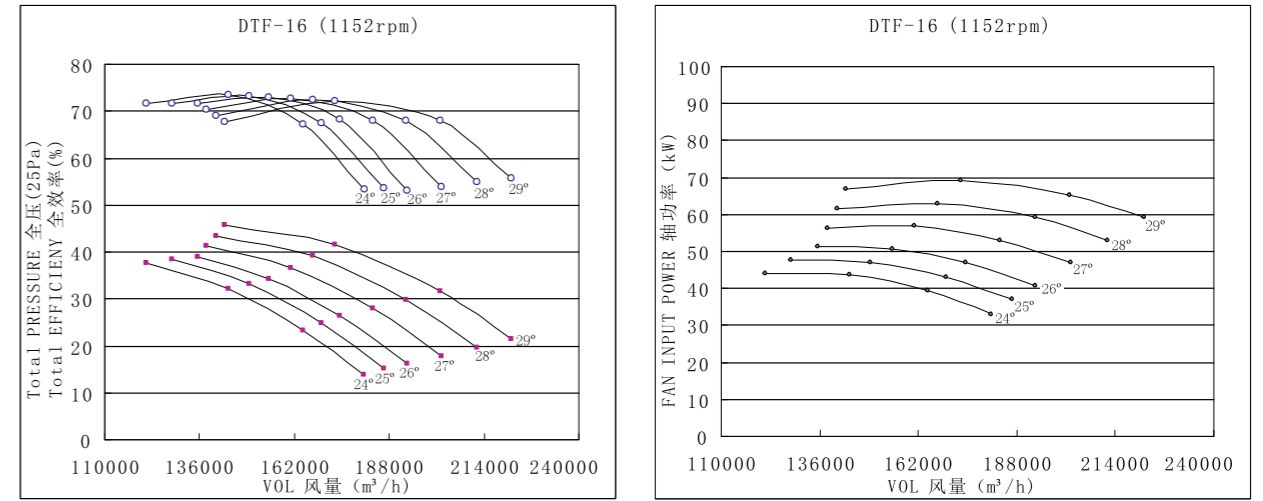 DTF-16 (1152rpm)
Total PRESSURE 全压(25Pa)
Total EFFICIENY 全效率(%)
80
70
60
50
40
30
20
10
0
24° 25° 26° 27° 28° 29°
24° 25° 26° 27° 28° 29°
110000 136000 162000 188000 214000 240000
VOL 风量 (m³/h)
DTF-16 (1152rpm)
FAN INPUT POWER 轴功率 (kW)
100
90
80
70
60
50
40
30
20
10
0
29°
28°
27°
26°
25°
24°
110000 136000 162000 188000 214000 240000
VOL 风量 (m³/h)